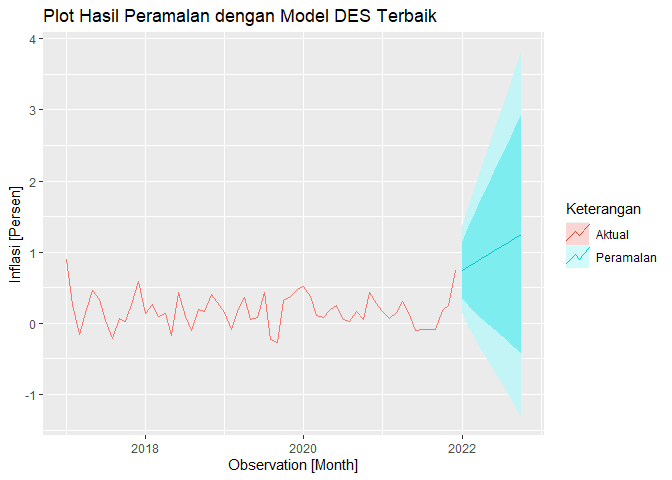 Plot Hasil Peramalan dengan Model DES Terbaik
4
3
2
1
0
-1
Inflasi [Persen]
2018
2020
2022
Observation [Month]
Keterangan
Aktual
Peramalan